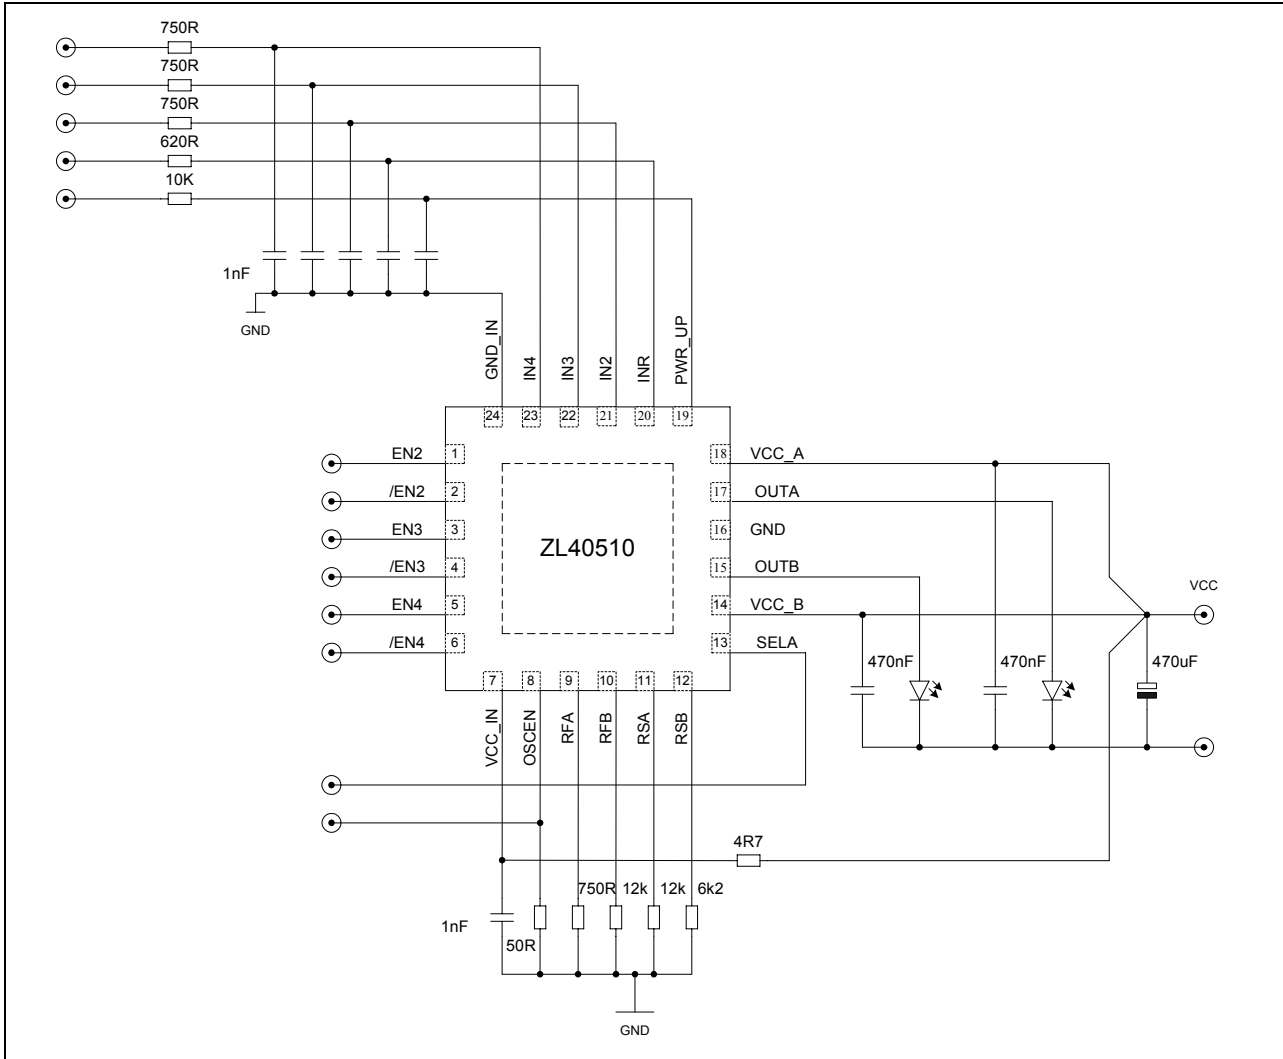 750R
750R
750R
620R
10K
1nF
GND
GND_IN
IN4
IN3
IN2
INR
PWR_UP
24
23
22
21
20
19
EN2
1
18
VCC_A
/EN2
2
17
OUTA
EN3
3
16
GND
/EN3
4
ZL40510
15
OUTB
EN4
5
14
VCC_B
VCC
/EN4
6
13
SELA
470nF
470nF
470uF
7
8
9
10
11
12
VCC_IN
OSCEN
RFA
RFB
RSA
RSB
4R7
750R
12k
12k
6k2
1nF
50R
GND